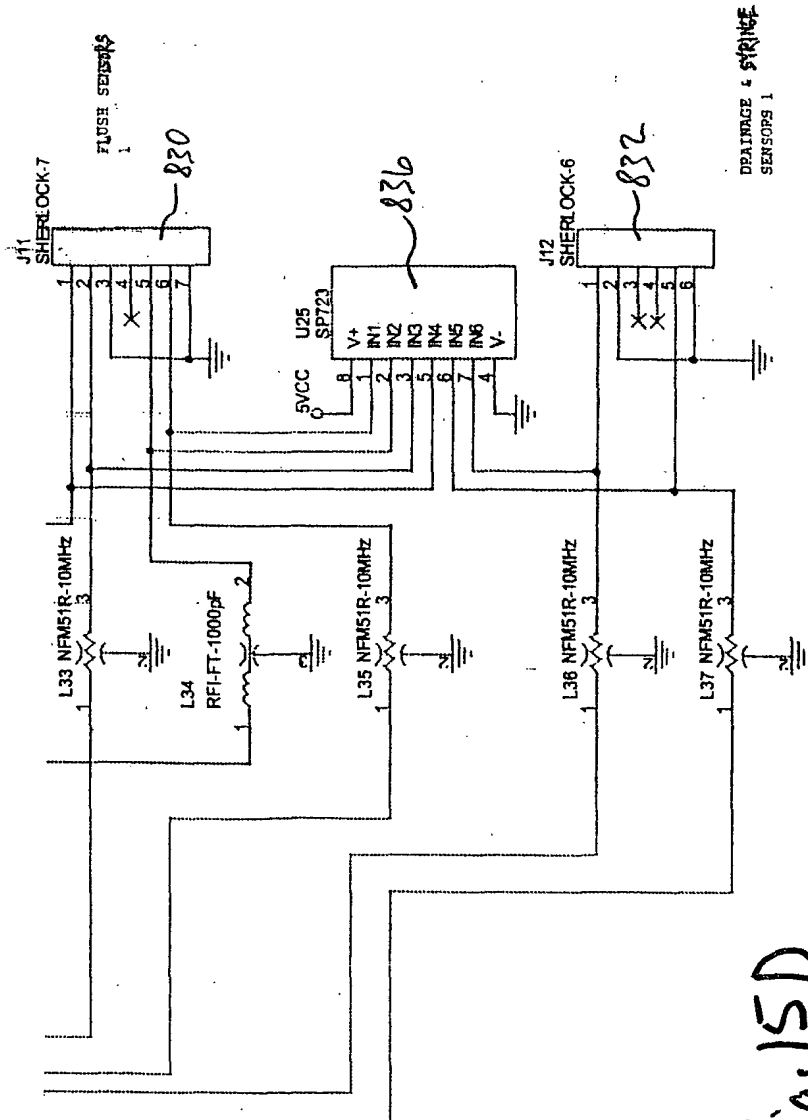 J11
SHERLOCK-7
1
2
3
4
5
6
7
FLUSH SENSORS
1
830
L33 NFM51R-10MHz
1
3
2
L34
RFI-FT-1000pF
1
2
3
L35 NFM51R-10MHz
1
3
2
5VCC
U25
SP723
8 V+
1 IN1
2 IN2
3 IN3
5 IN4
6 IN5
7 IN6
4 V-
836
J12
SHERLOCK-6
1
2
3
4
5
6
832
L36 NFM51R-10MHz
1
3
2
L37 NFM51R-10MHz
1
3
2
DRAINAGE & SYRINGE
SENSORS 1
15D